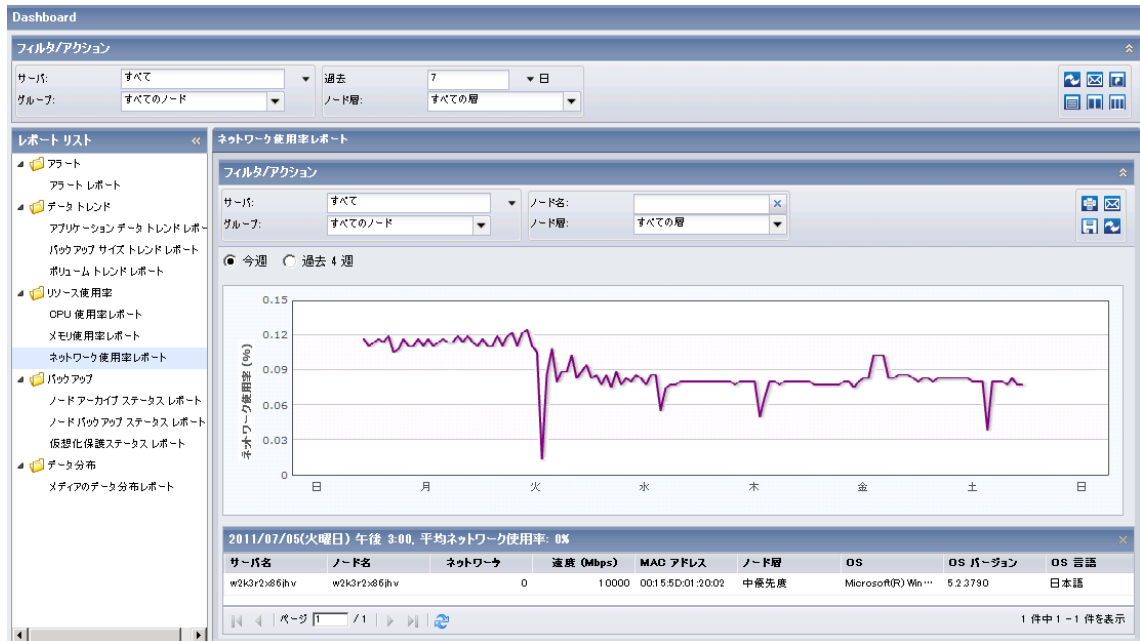 Dashboard
フィルタ/アクション
サーバ: すべて 過去 7 日
グループ: すべてのノード ノード層: すべての層
レポート リスト
アラート
アラート レポート
データ トレンド
アプリケーション データ トレンド レポー
バックアップ サイズ トレンド レポート
ボリューム トレンド レポート
リソース使用率
CPU 使用率レポート
メモリ使用率レポート
ネットワーク使用率レポート
バックアップ
ノード アーカイブ ステータス レポート
ノード バックアップ ステータス レポート
仮想化保護ステータス レポート
データ分布
メディアのデータ分布レポート
ネットワーク使用率レポート
フィルタ/アクション
サーバ: すべて ノード名:
グループ: すべてのノード ノード層: すべての層
今週 過去 4 週
ネットワーク使用率 (%)
0.15
0.12
0.09
0.06
0.03
0
日 月 火 水 木 金 土 日
2011/07/05(火曜日) 午後 3:00, 平均ネットワーク使用率: 0%
サーバ名 ノード名 ネットワーク 速度 (Mbps) MAC アドレス ノード層 OS OS バージョン OS 言語
w2k3r2x86jhv w2k3r2x86jhv 0 10000 00:15:5D:01:20:02 中優先度 Microsoft(R) Win… 5.2.3790 日本語
ページ 1 / 1
1 件中 1 - 1 件を表示